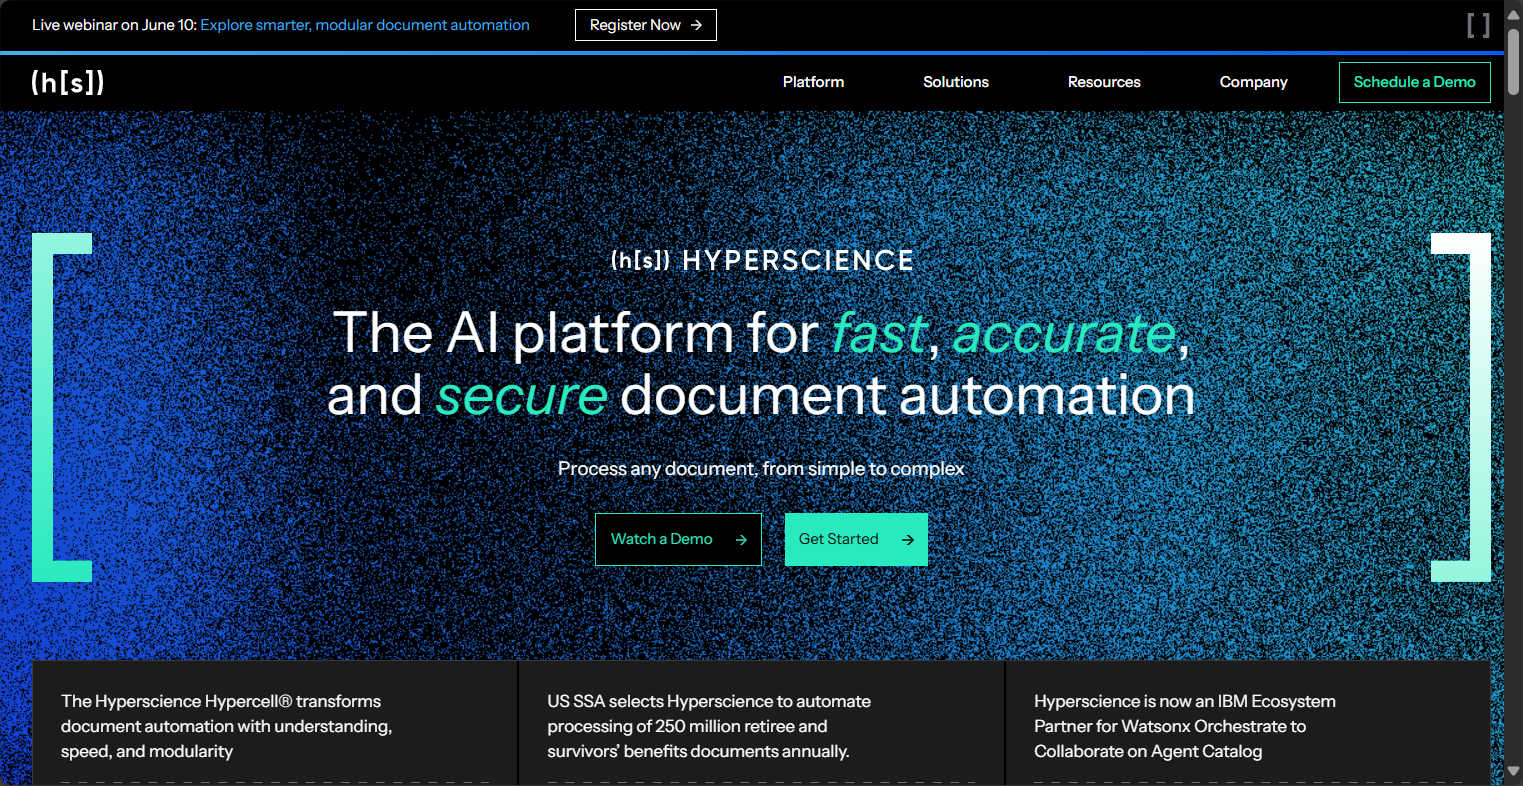 Live webinar on June 10: Explore smarter, modular document automation
Register Now →
[ ]
(h[s])
Platform
Solutions
Resources
Company
Schedule a Demo
(h[s]) HYPERSCIENCE
The AI platform for fast, accurate,
and secure document automation
Process any document, from simple to complex
Watch a Demo →
Get Started →
The Hyperscience Hypercell® transforms
document automation with understanding,
speed, and modularity
US SSA selects Hyperscience to automate
processing of 250 million retiree and
survivors’ benefits documents annually.
Hyperscience is now an IBM Ecosystem
Partner for Watsonx Orchestrate to
Collaborate on Agent Catalog